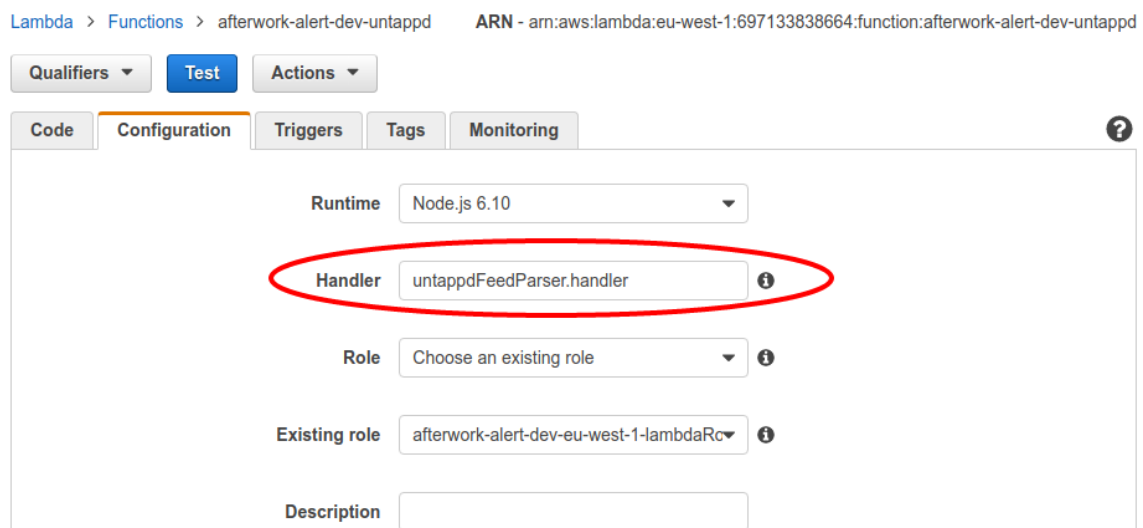 Lambda > Functions > afterwork-alert-dev-untappd ARN - arn:aws:lambda:eu-west-1:697133838664:function:afterwork-alert-dev-untappd
Qualifiers Test Actions
Code Configuration Triggers Tags Monitoring
Runtime Node.js 6.10
Handler untappdFeedParser.handler
Role Choose an existing role
Existing role afterwork-alert-dev-eu-west-1-lambdaRo
Description